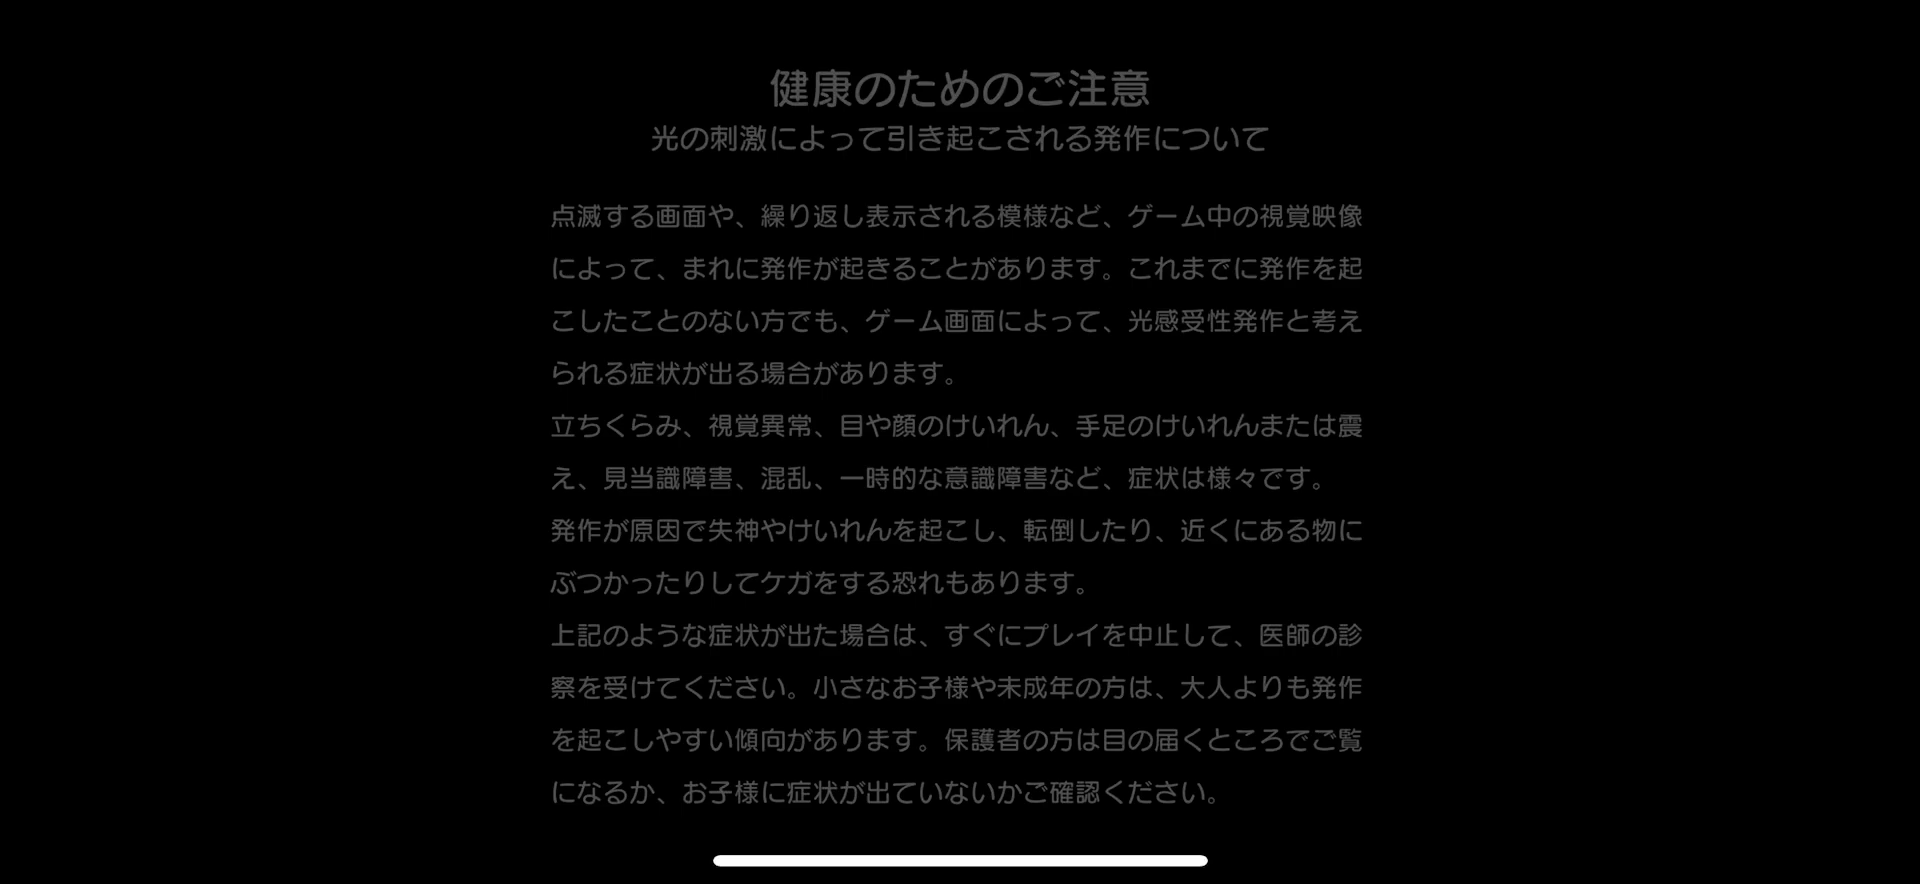 健康のためのご注意
光の刺激によって引き起こされる発作について
点滅する画面や、繰り返し表示される模様など、ゲーム中の視覚映像
によって、まれに発作が起きることがあります。これまでに発作を起
こしたことのない方でも、ゲーム画面によって、光感受性発作と考え
られる症状が出る場合があります。
立ちくらみ、視覚異常、目や顔のけいれん、手足のけいれんまたは震
え、見当識障害、混乱、一時的な意識障害など、症状は様々です。
発作が原因で失神やけいれんを起こし、転倒したり、近くにある物に
ぶつかったりしてケガをする恐れもあります。
上記のような症状が出た場合は、すぐにプレイを中止して、医師の診
察を受けてください。小さなお子様や未成年の方は、大人よりも発作
を起こしやすい傾向があります。保護者の方は目の届くところでご覧
になるか、お子様に症状が出ていないかご確認ください。